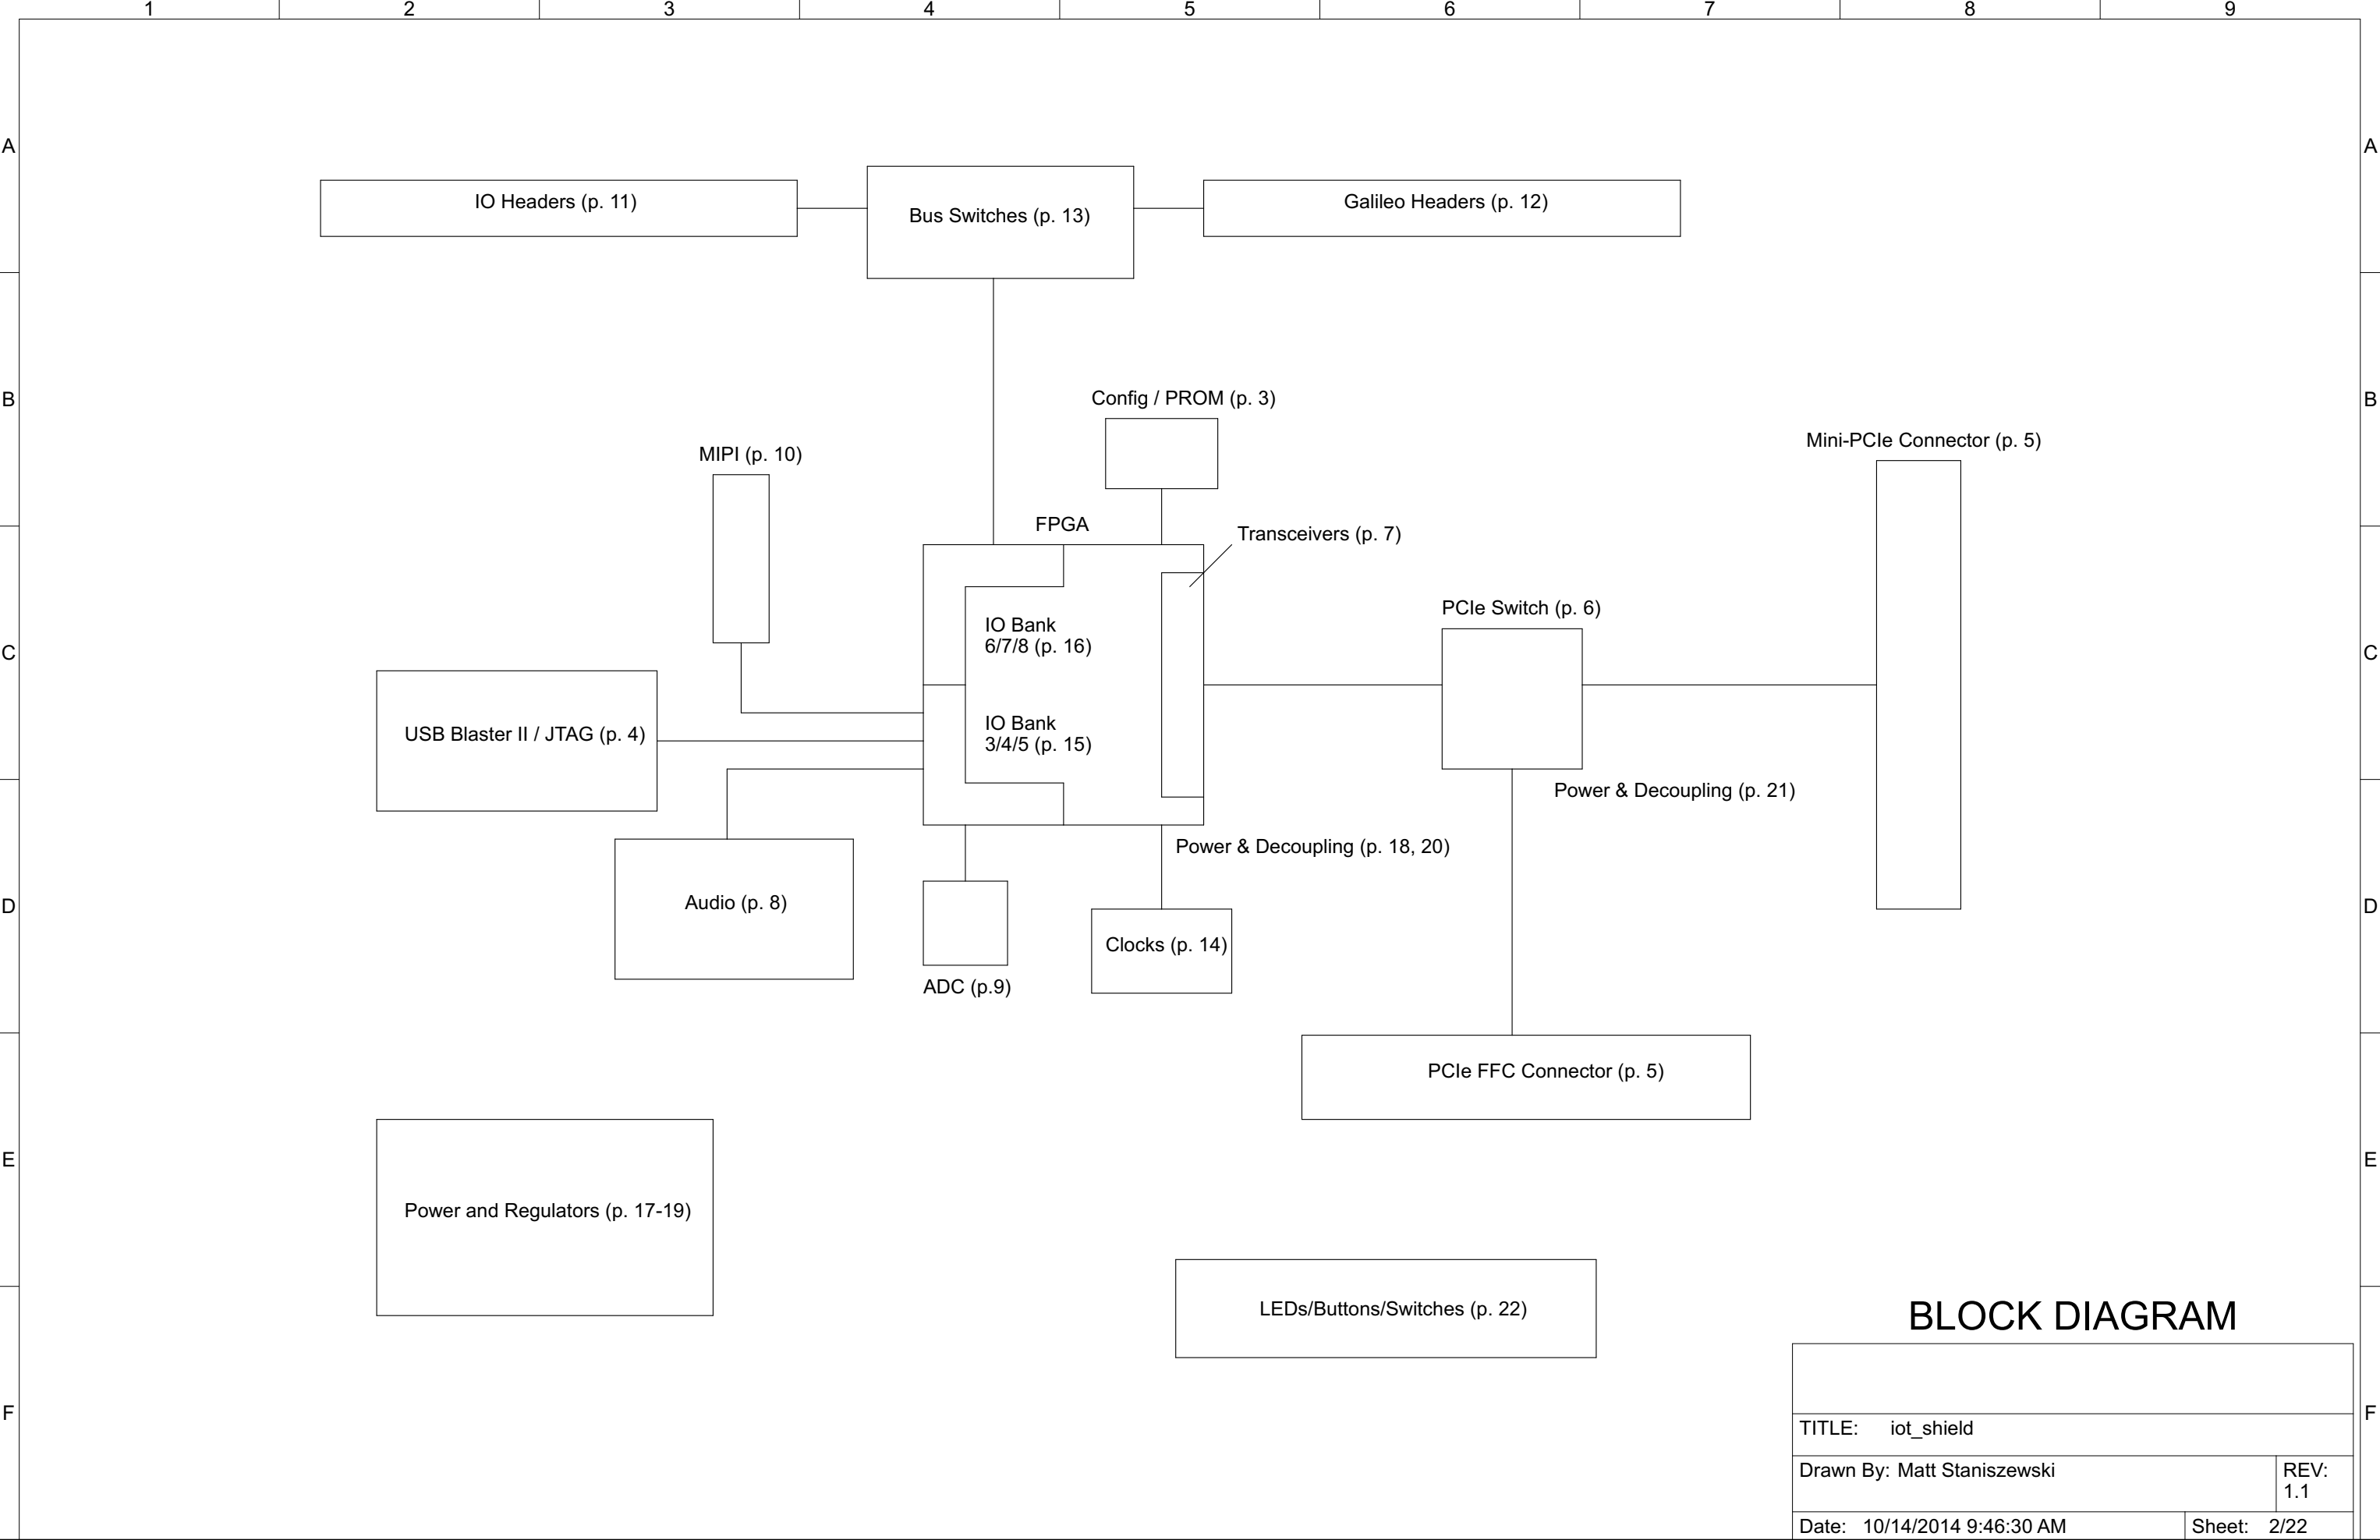 1 2 3 4 5 6 7 8 9
A A
IO Headers (p. 11)
Bus Switches (p. 13)
Galileo Headers (p. 12)
B B
Config / PROM (p. 3)
MIPI (p. 10)
Mini-PCIe Connector (p. 5)
FPGA
Transceivers (p. 7)
PCIe Switch (p. 6)
IO Bank
6/7/8 (p. 16)
C C
USB Blaster II / JTAG (p. 4)
IO Bank
3/4/5 (p. 15)
Power & Decoupling (p. 21)
Power & Decoupling (p. 18, 20)
D D
Audio (p. 8)
Clocks (p. 14)
ADC (p.9)
PCIe FFC Connector (p. 5)
E E
Power and Regulators (p. 17-19)
LEDs/Buttons/Switches (p. 22)
BLOCK DIAGRAM
F F
TITLE: iot_shield
Drawn By: Matt Staniszewski
REV:
1.1
Date: 10/14/2014 9:46:30 AM
Sheet: 2/22